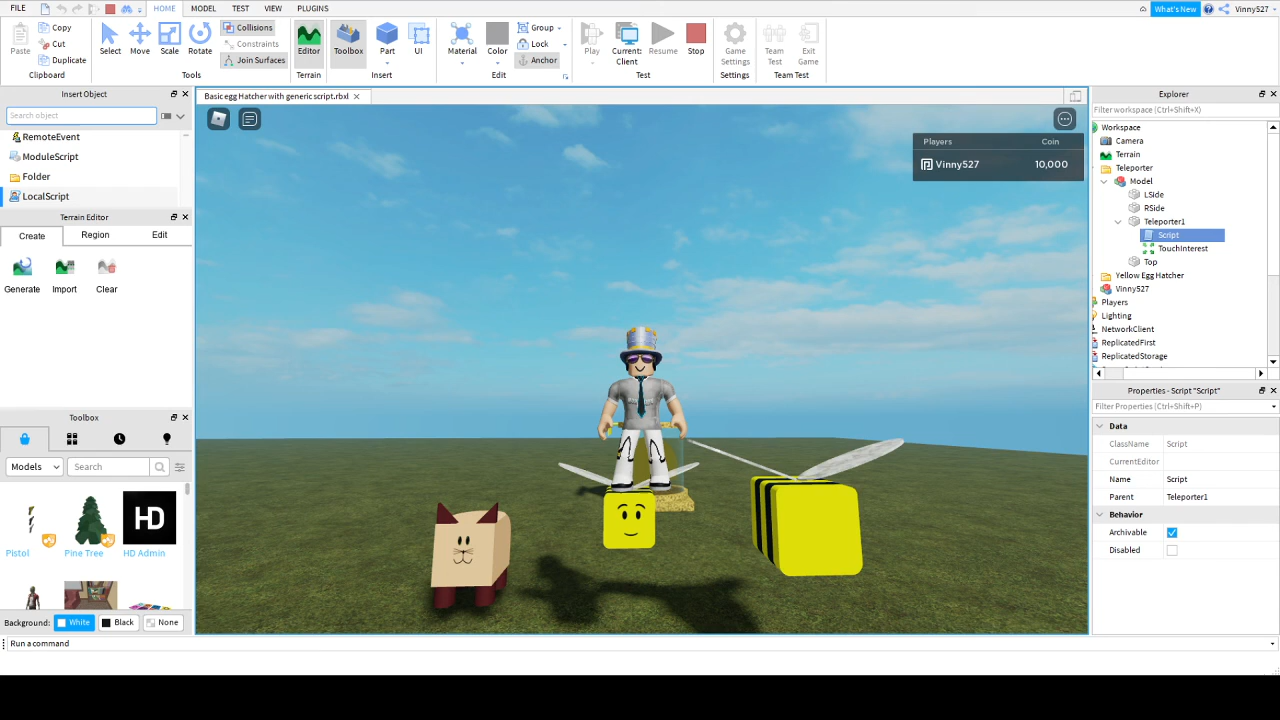 FILE HOME MODEL TEST VIEW PLUGINS What's New Vinny527
Paste Copy Cut Duplicate Select Move Scale Rotate Collisions Constraints Join Surfaces Editor Toolbox Part UI Material Color Group Lock Anchor Play Current: Client Resume Stop Game Settings Team Test Exit Game
Clipboard Tools Terrain Insert Edit Test Settings Team Test
Insert Object
Search object
RemoteEvent
ModuleScript
Folder
LocalScript
Terrain Editor
Create Region Edit
Generate Import Clear
Toolbox
Models Search
HD
Pistol Pine Tree HD Admin
Background: White Black None
Run a command
Basic egg Hatcher with generic script.rbxl
Players Coin
Vinny527 10,000
Explorer
Filter workspace (Ctrl+Shift+X)
Workspace
Camera
Terrain
Teleporter
Model
LSide
RSide
Teleporter1
Script
TouchInterest
Top
Yellow Egg Hatcher
Vinny527
Players
Lighting
NetworkClient
ReplicatedFirst
ReplicatedStorage
Properties - Script "Script"
Filter Properties (Ctrl+Shift+P)
Data
ClassName Script
CurrentEditor
Name Script
Parent Teleporter1
Behavior
Archivable
Disabled